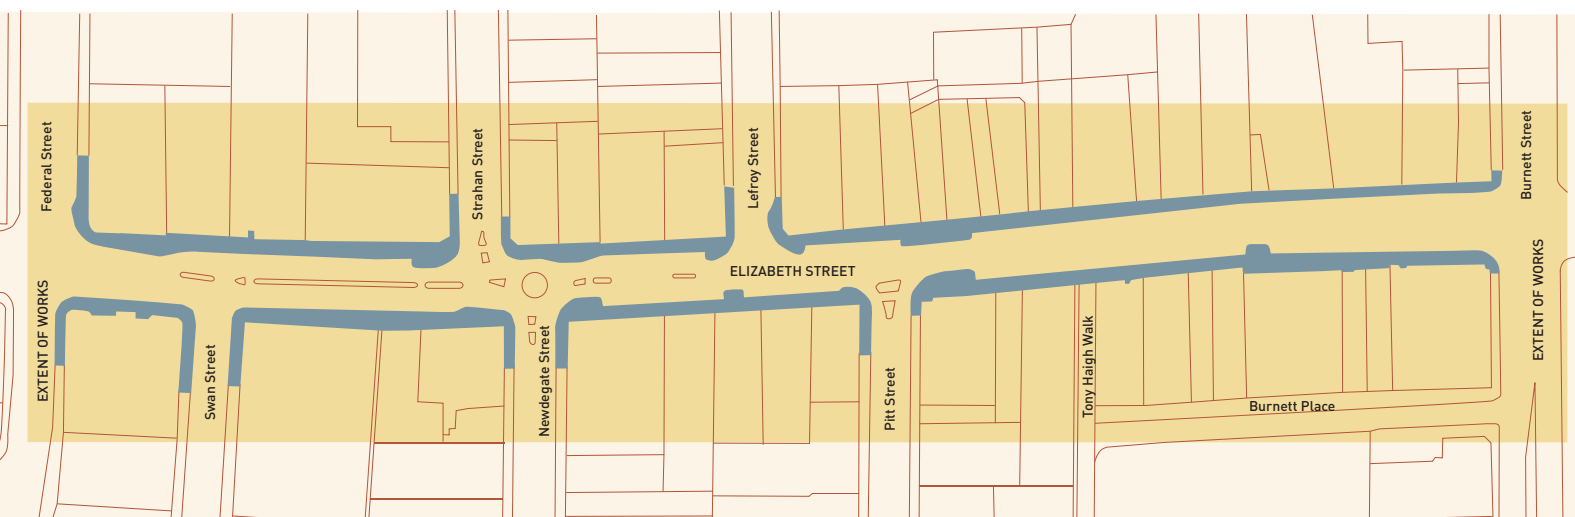 Federal Street
Strahan Street
Lefroy Street
Burnett Street
ELIZABETH STREET
EXTENT OF WORKS
EXTENT OF WORKS
Swan Street
Newdegate Street
Pitt Street
Tony Haigh Walk
Burnett Place